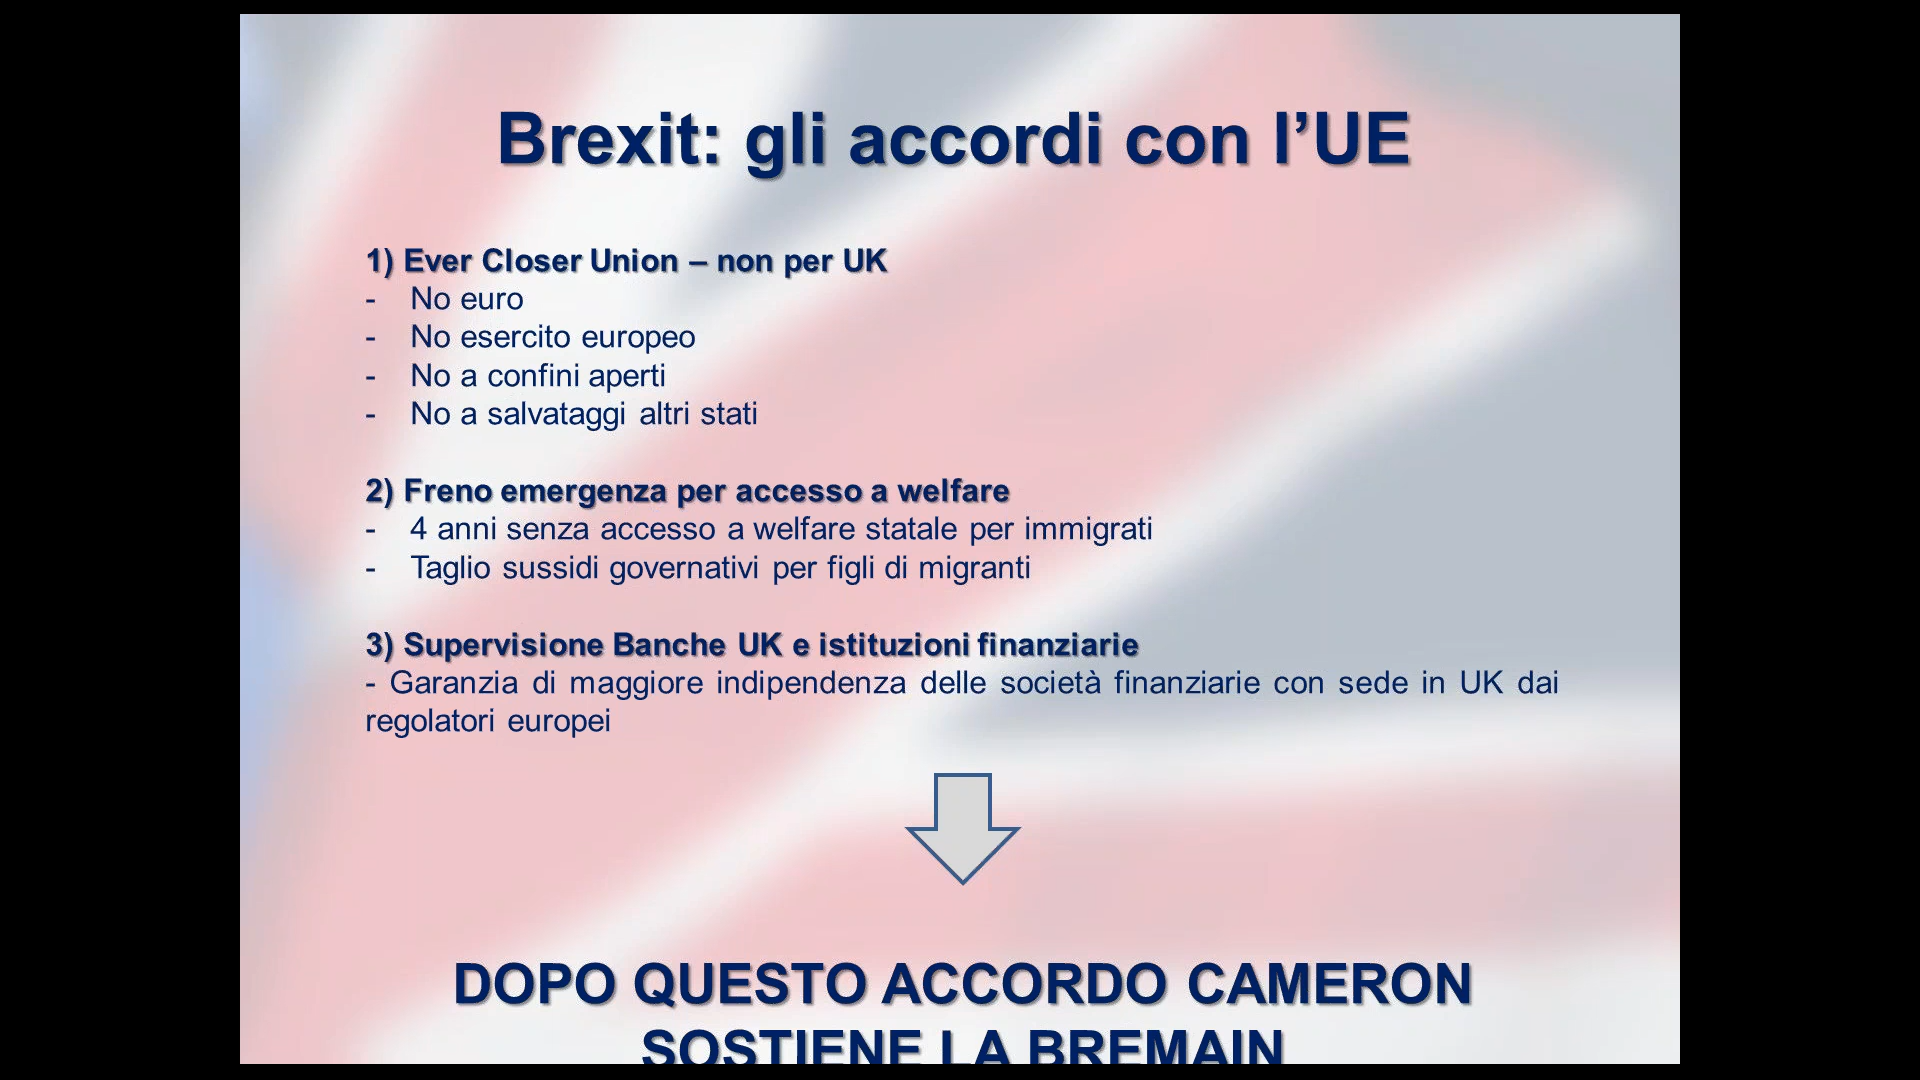 Brexit: gli accordi con l’UE
1) Ever Closer Union – non per UK
- No euro
- No esercito europeo
- No a confini aperti
- No a salvataggi altri stati
2) Freno emergenza per accesso a welfare
- 4 anni senza accesso a welfare statale per immigrati
- Taglio sussidi governativi per figli di migranti
3) Supervisione Banche UK e istituzioni finanziarie
- Garanzia di maggiore indipendenza delle società finanziarie con sede in UK dai
regolatori europei
DOPO QUESTO ACCORDO CAMERON
SOSTIENE LA BREMAIN